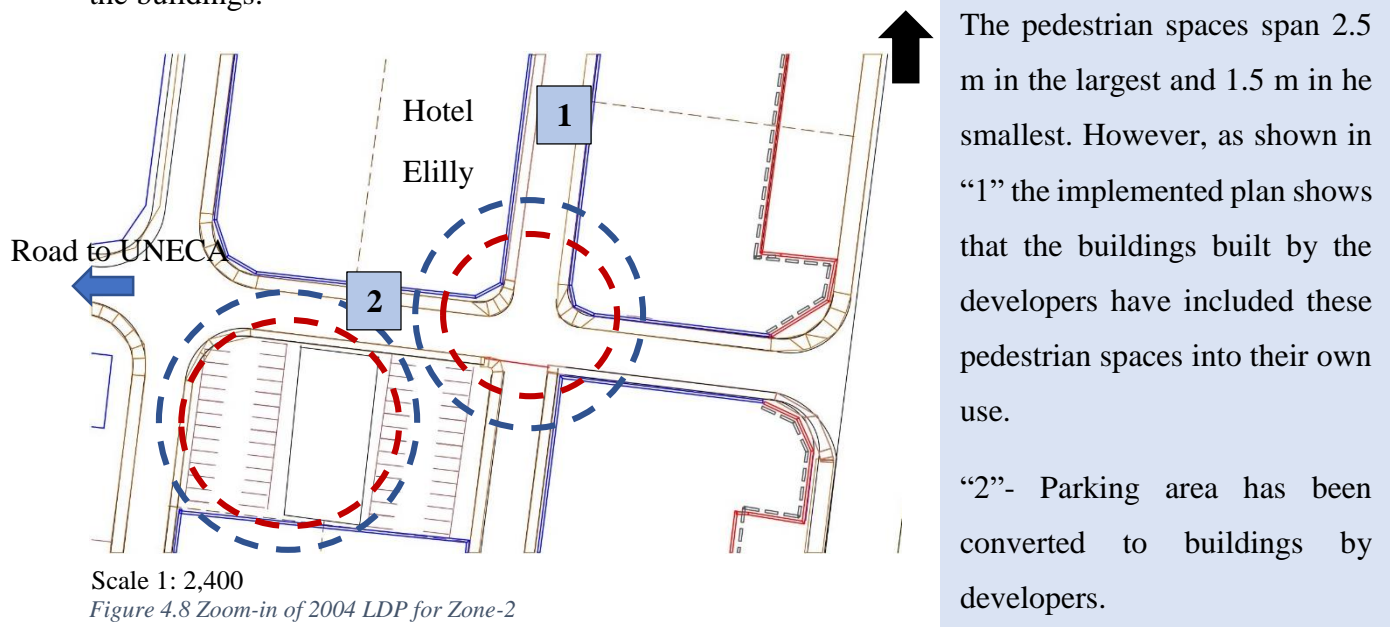 the buildings.
Hotel
Elilly
1
Road to UNECA
2
Scale 1: 2,400
Figure 4.8 Zoom-in of 2004 LDP for Zone-2
The pedestrian spaces span 2.5
m in the largest and 1.5 m in he
smallest. However, as shown in
“1” the implemented plan shows
that the buildings built by the
developers have included these
pedestrian spaces into their own
use.
“2”- Parking area has been
converted to buildings by
developers.